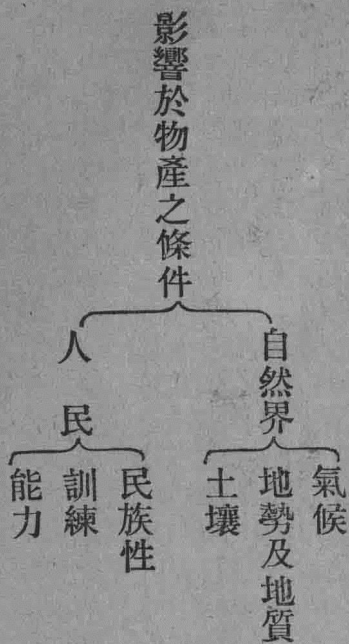 影響於物產之條件
自然界
氣候
地勢及地質
土壤
人民
民族性
訓練
能力